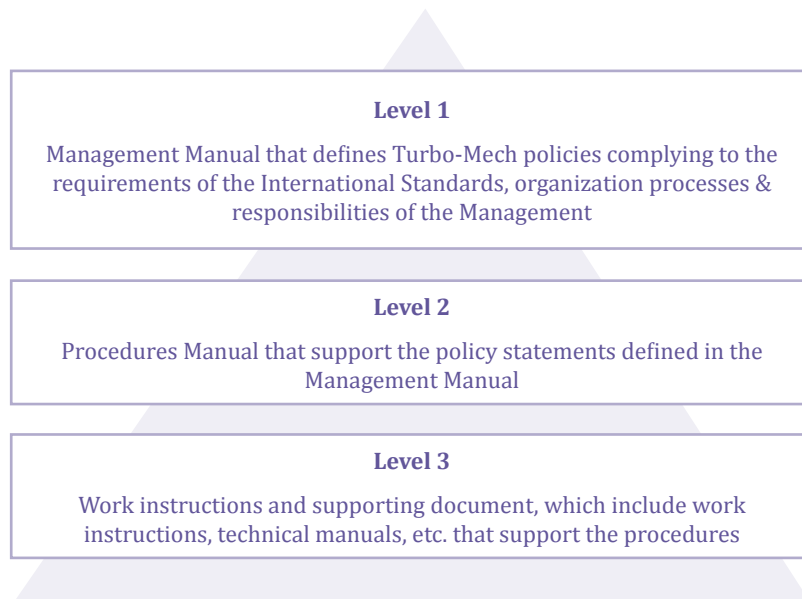 Level 1
Management Manual that defines Turbo-Mech policies complying to the
requirements of the International Standards, organization processes &
responsibilities of the Management
Level 2
Procedures Manual that support the policy statements defined in the
Management Manual
Level 3
Work instructions and supporting document, which include work
instructions, technical manuals, etc. that support the procedures